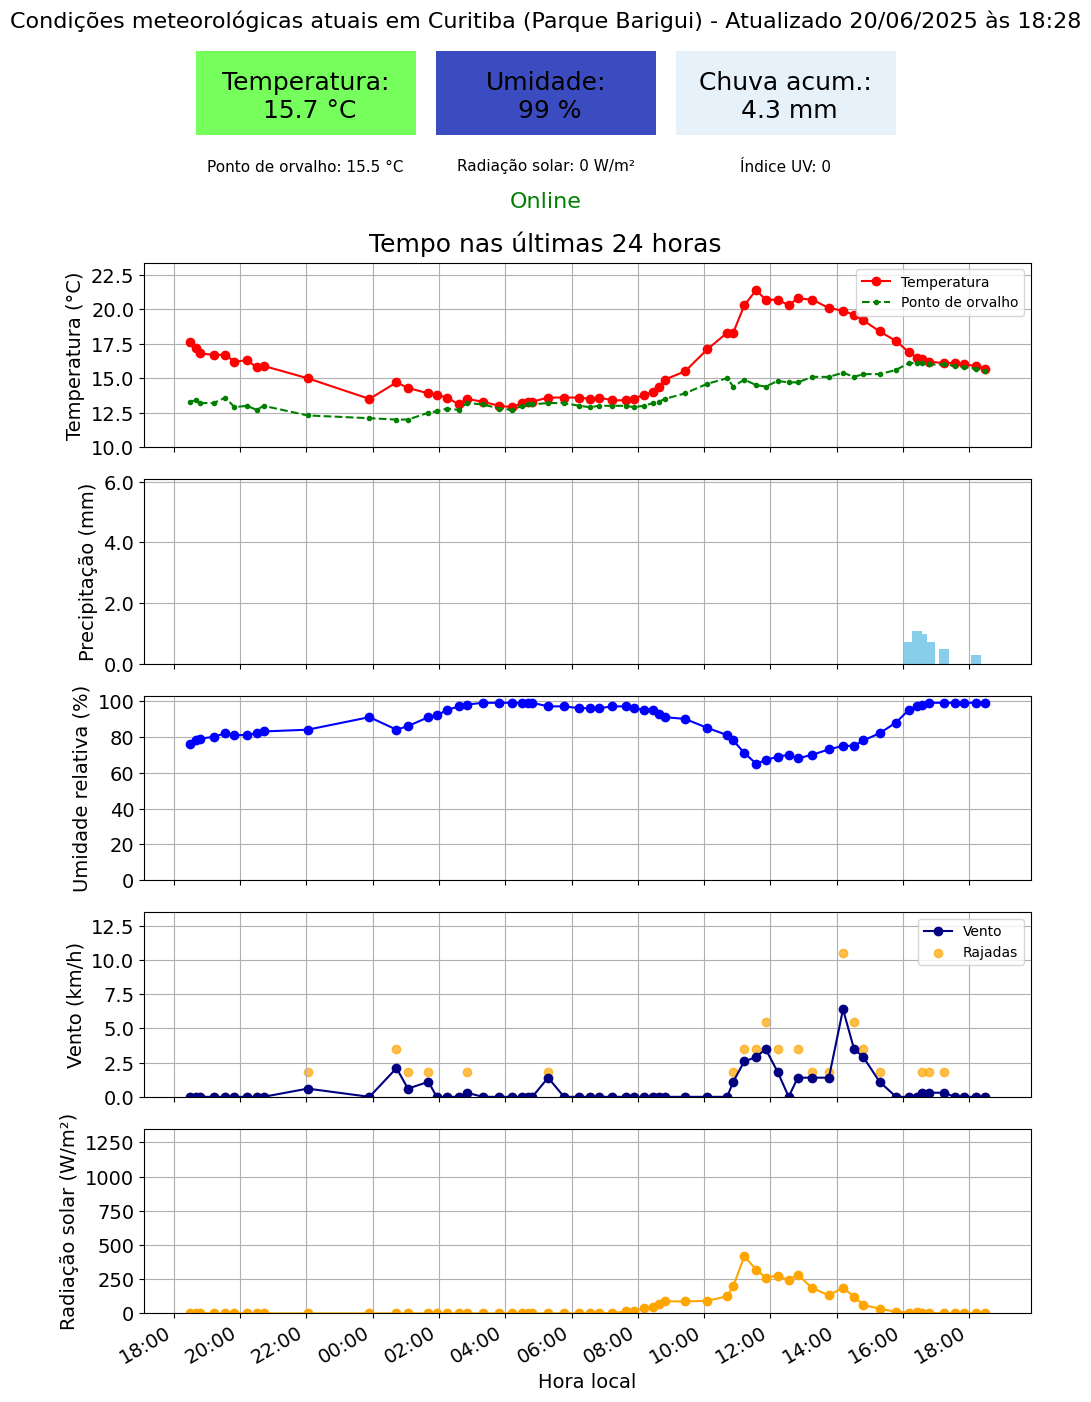 Condições meteorológicas atuais em Curitiba (Parque Barigui) - Atualizado 20/06/2025 às 18:28
Temperatura:
15.7 °C
Umidade:
99 %
Chuva acum.:
4.3 mm
Ponto de orvalho: 15.5 °C
Radiação solar: 0 W/m²
Índice UV: 0
Online
Tempo nas últimas 24 horas
Temperatura (°C)
22.5
20.0
17.5
15.0
12.5
10.0
Temperatura
Ponto de orvalho
Precipitação (mm)
6.0
4.0
2.0
0.0
Umidade relativa (%)
100
80
60
40
20
0
Vento (km/h)
12.5
10.0
7.5
5.0
2.5
0.0
Vento
Rajadas
Radiação solar (W/m²)
1250
1000
750
500
250
0
18:00
20:00
22:00
00:00
02:00
04:00
06:00
08:00
10:00
12:00
14:00
16:00
18:00
Hora local